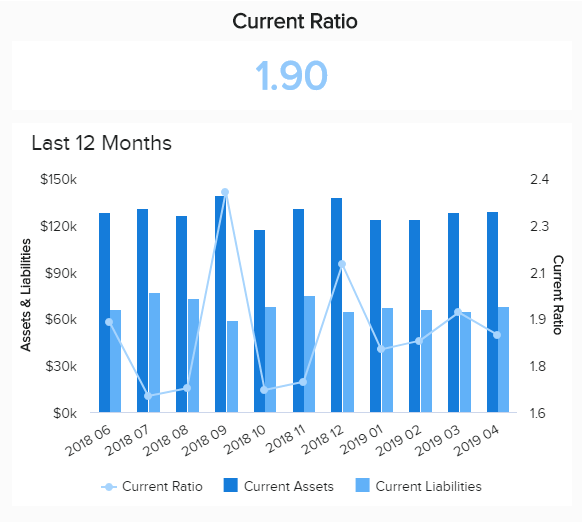 Current Ratio
1.90
Last 12 Months
$150k
$120k
$90k
$60k
$30k
$0k
Assets & Liabilities
2.4
2.3
2.1
1.9
1.8
1.6
Current Ratio
2018 06
2018 07
2018 08
2018 09
2018 10
2018 11
2018 12
2019 01
2019 02
2019 03
2019 04
Current Ratio
Current Assets
Current Liabilities